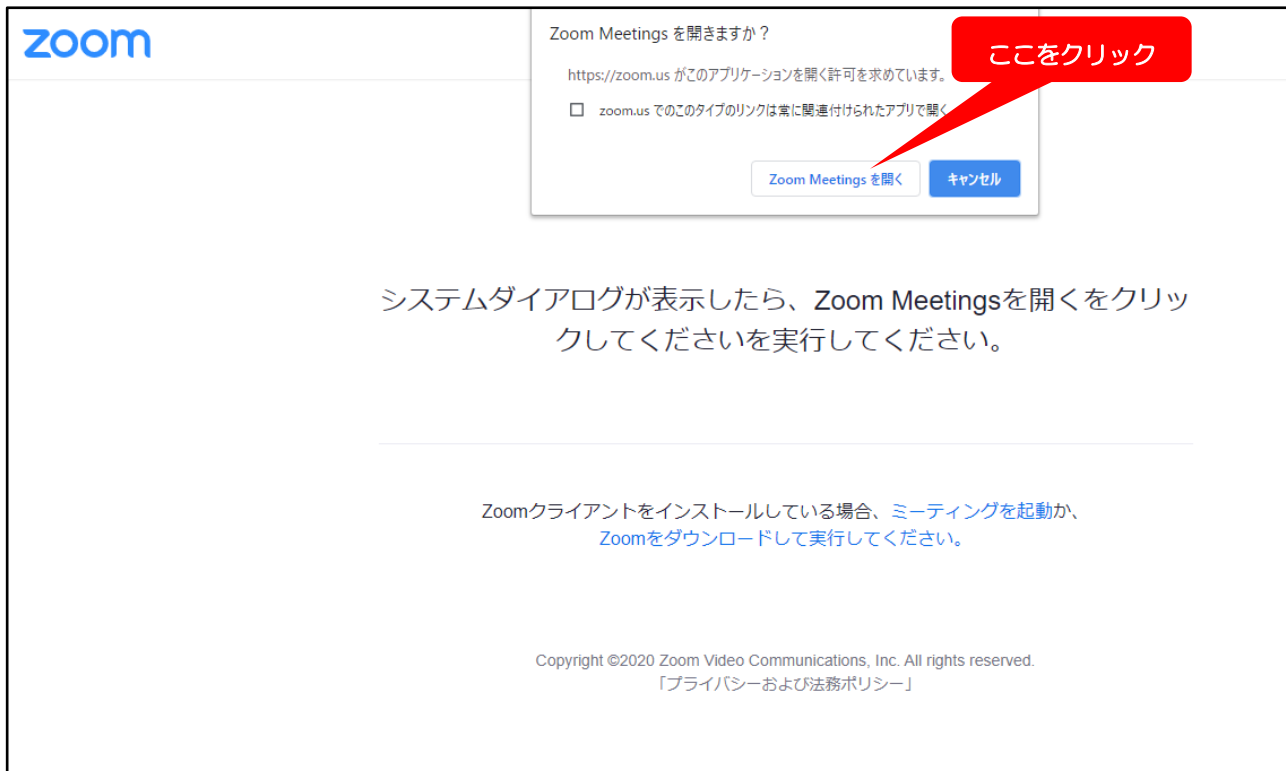 zoom
Zoom Meetings を開きますか？
ここをクリック
https://zoom.us がこのアプリケーションを開く許可を求めています。
zoom.us でのこのタイプのリンクは常に関連付けられたアプリで開く
Zoom Meetings を開く
キャンセル
システムダイアログが表示したら、Zoom Meetingsを開くをクリッ
クしてくださいを実行してください。
Zoomクライアントをインストールしている場合、ミーティングを起動か、
Zoomをダウンロードして実行してください。
Copyright ©2020 Zoom Video Communications, Inc. All rights reserved.
「プライバシーおよび法務ポリシー」